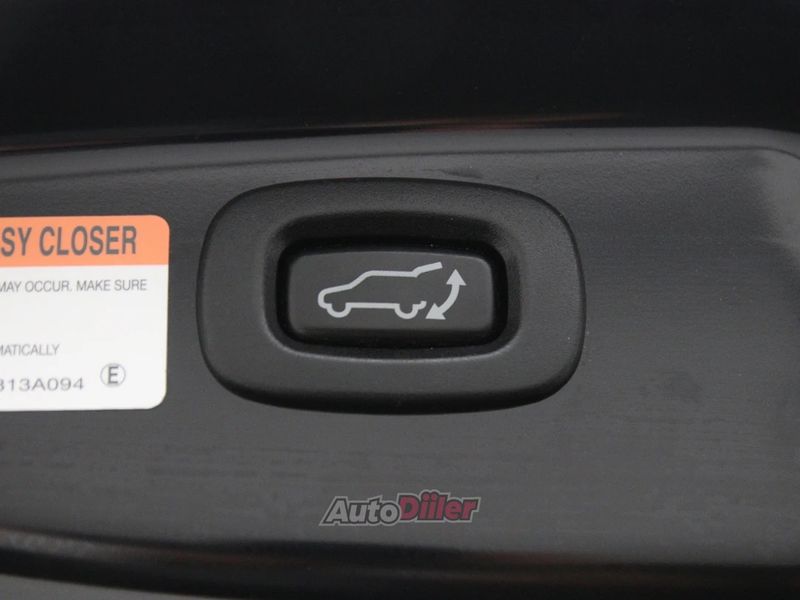 SY CLOSER
MAY OCCUR. MAKE SURE
MATICALLY
813A094 E
AutoDiiler